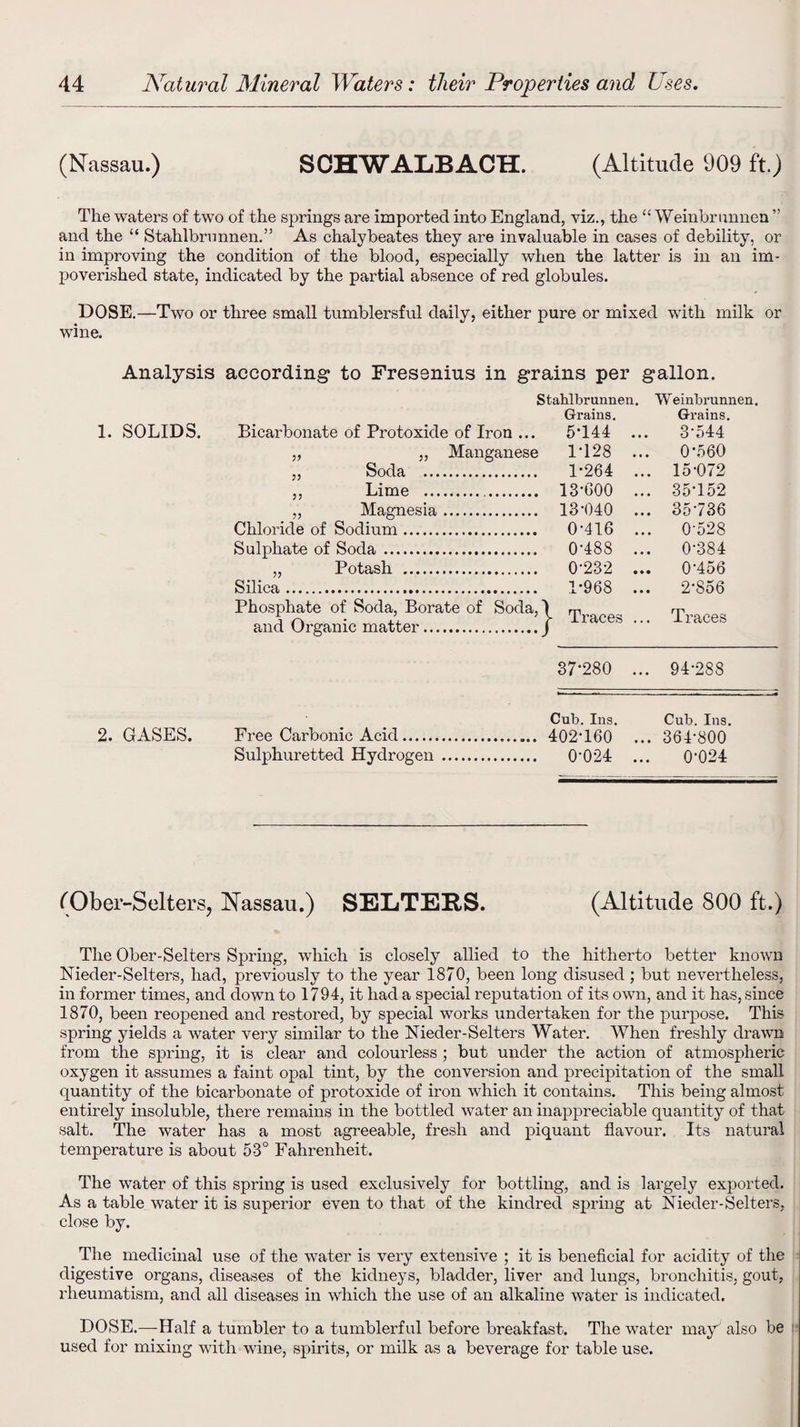 44 Natural Mineral Waters: their Properties and Uses.
(Nassau.) SCHWALBACH. (Altitude 909 ft.)
The waters of two of the springs are imported into England, viz., the “Weinbrunnen”
and the “Stahlbrunnen.” As chalybeates they are invaluable in cases of debility, or
in improving the condition of the blood, especially when the latter is in an im-
poverished state, indicated by the partial absence of red globules.
DOSE.—Two or three small tumblersful daily, either pure or mixed with milk or
wine.
Analysis according to Fresenius in grains per gallon.
Stahlbrunnen. Weinbrunnen.
Grains. Grains.
1. SOLIDS. Bicarbonate of Protoxide of Iron ... 5·144 ... 3·544
„ „ Manganese 1·128 ... 0·560
„ Soda .................. 1·264 ... 15·072
„ Lime .................. 13·600 ... 35·152
„ Magnesia ................ 13·040 ... 35·736
Chloride of Sodium ...................... 0·416 ... 0·528
Sulphate of Soda ......................... 0·488 ... 0·384
„ Potash ...................... 0·232 ... 0·456
Silica ......................................... 1·968 ... 2·856
Phosphate of Soda, Borate of Soda, } Traces ... Traces
and Organic matter ................... }
37·280 ... 94·288
Cub. Ins. Cub. Ins.
2. GASES. Free Carbonic Acid ....................... 402·160 ... 364·800
Sulphuretted Hydrogen ................ 0·024 ... 0·024
(Ober-Selters, Nassau.) SELTERS. (Altitude 800 ft.)
The Ober-Selters Spring, which is closely allied to the hitherto better known
Nieder-Selters, had, previously to the year 1870, been long disused; but nevertheless,
in former times, and down to 1794, it had a special reputation of its own, and it has, since
1870, been reopened and restored, by special works undertaken for the purpose. This
spring yields a water very similar to the Nieder-Selters Water. When freshly drawn
from the spring, it is clear and colourless; but under the action of atmospheric
oxygen it assumes a faint opal tint, by the conversion and precipitation of the small
quantity of the bicarbonate of protoxide of iron which it contains. This being almost
entirely insoluble, there remains in the bottled water an inappreciable quantity of that
salt. The water has a most agreeable, fresh and piquant flavour. Its natural
temperature is about 53° Fahrenheit.
The water of this spring is used exclusively for bottling, and is largely exported.
As a table water it is superior even to that of the kindred spring at Nieder-Selters,
close by.
The medicinal use of the water is very extensive; it is beneficial for acidity of the
digestive organs, diseases of the kidneys, bladder, liver and lungs, bronchitis, gout,
rheumatism, and all diseases in which the use of an alkaline water is indicated.
DOSE.—Half a tumbler to a tumblerful before breakfast. The water may also be
used for mixing with wine, spirits, or milk as a beverage for table use.